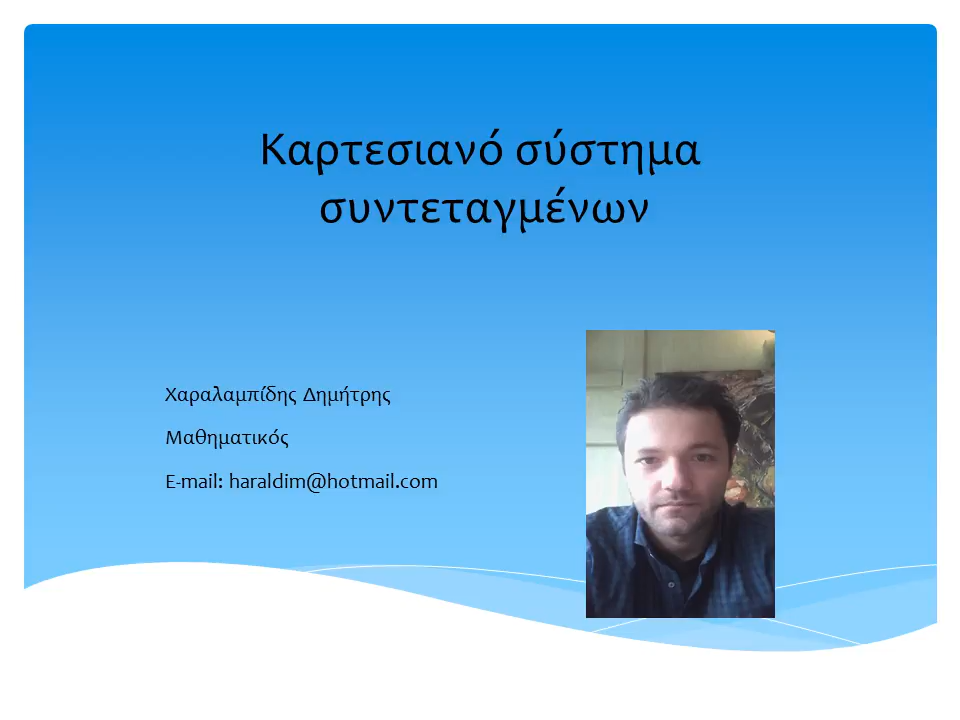 Καρτεσιανό σύστημα
συντεταγμένων
Χαραλαμπίδης Δημήτρης
Μαθηματικός
E-mail: haraldim@hotmail.com